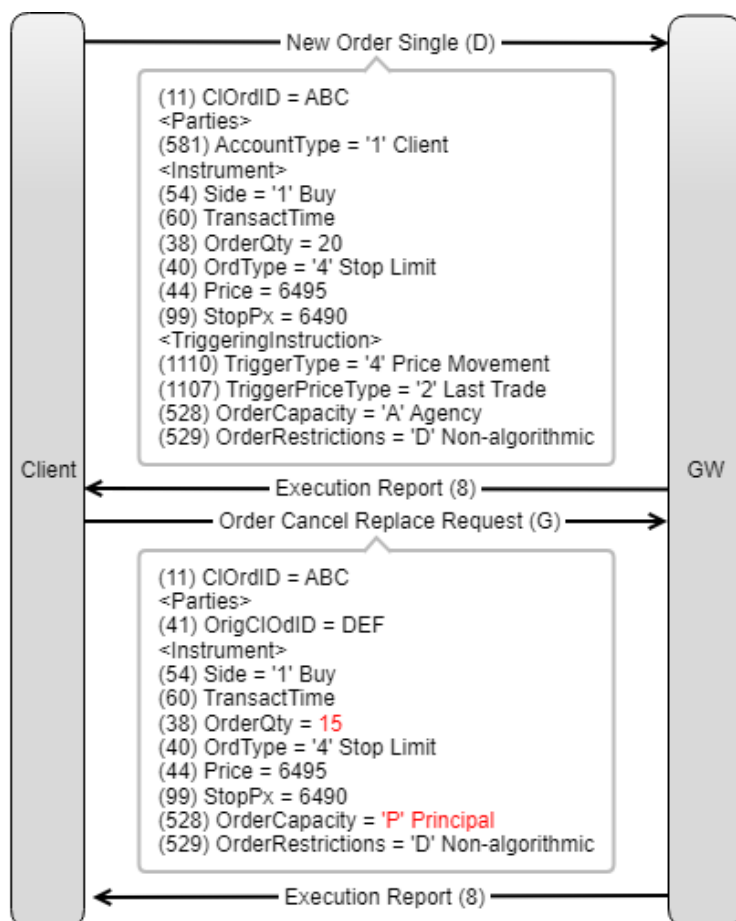 New Order Single (D)
(11) ClOrdID = ABC
<Parties>
(581) AccountType = '1' Client
<Instrument>
(54) Side = '1' Buy
(60) TransactTime
(38) OrderQty = 20
(40) OrdType = '4' Stop Limit
(44) Price = 6495
(99) StopPx = 6490
<TriggeringInstruction>
(1110) TriggerType = '4' Price Movement
(1107) TriggerPriceType = '2' Last Trade
(528) OrderCapacity = 'A' Agency
(529) OrderRestrictions = 'D' Non-algorithmic
Client
GW
Execution Report (8)
Order Cancel Replace Request (G)
(11) ClOrdID = ABC
<Parties>
(41) OrigClOdID = DEF
<Instrument>
(54) Side = '1' Buy
(60) TransactTime
(38) OrderQty = 15
(40) OrdType = '4' Stop Limit
(44) Price = 6495
(99) StopPx = 6490
(528) OrderCapacity = 'P' Principal
(529) OrderRestrictions = 'D' Non-algorithmic
Execution Report (8)